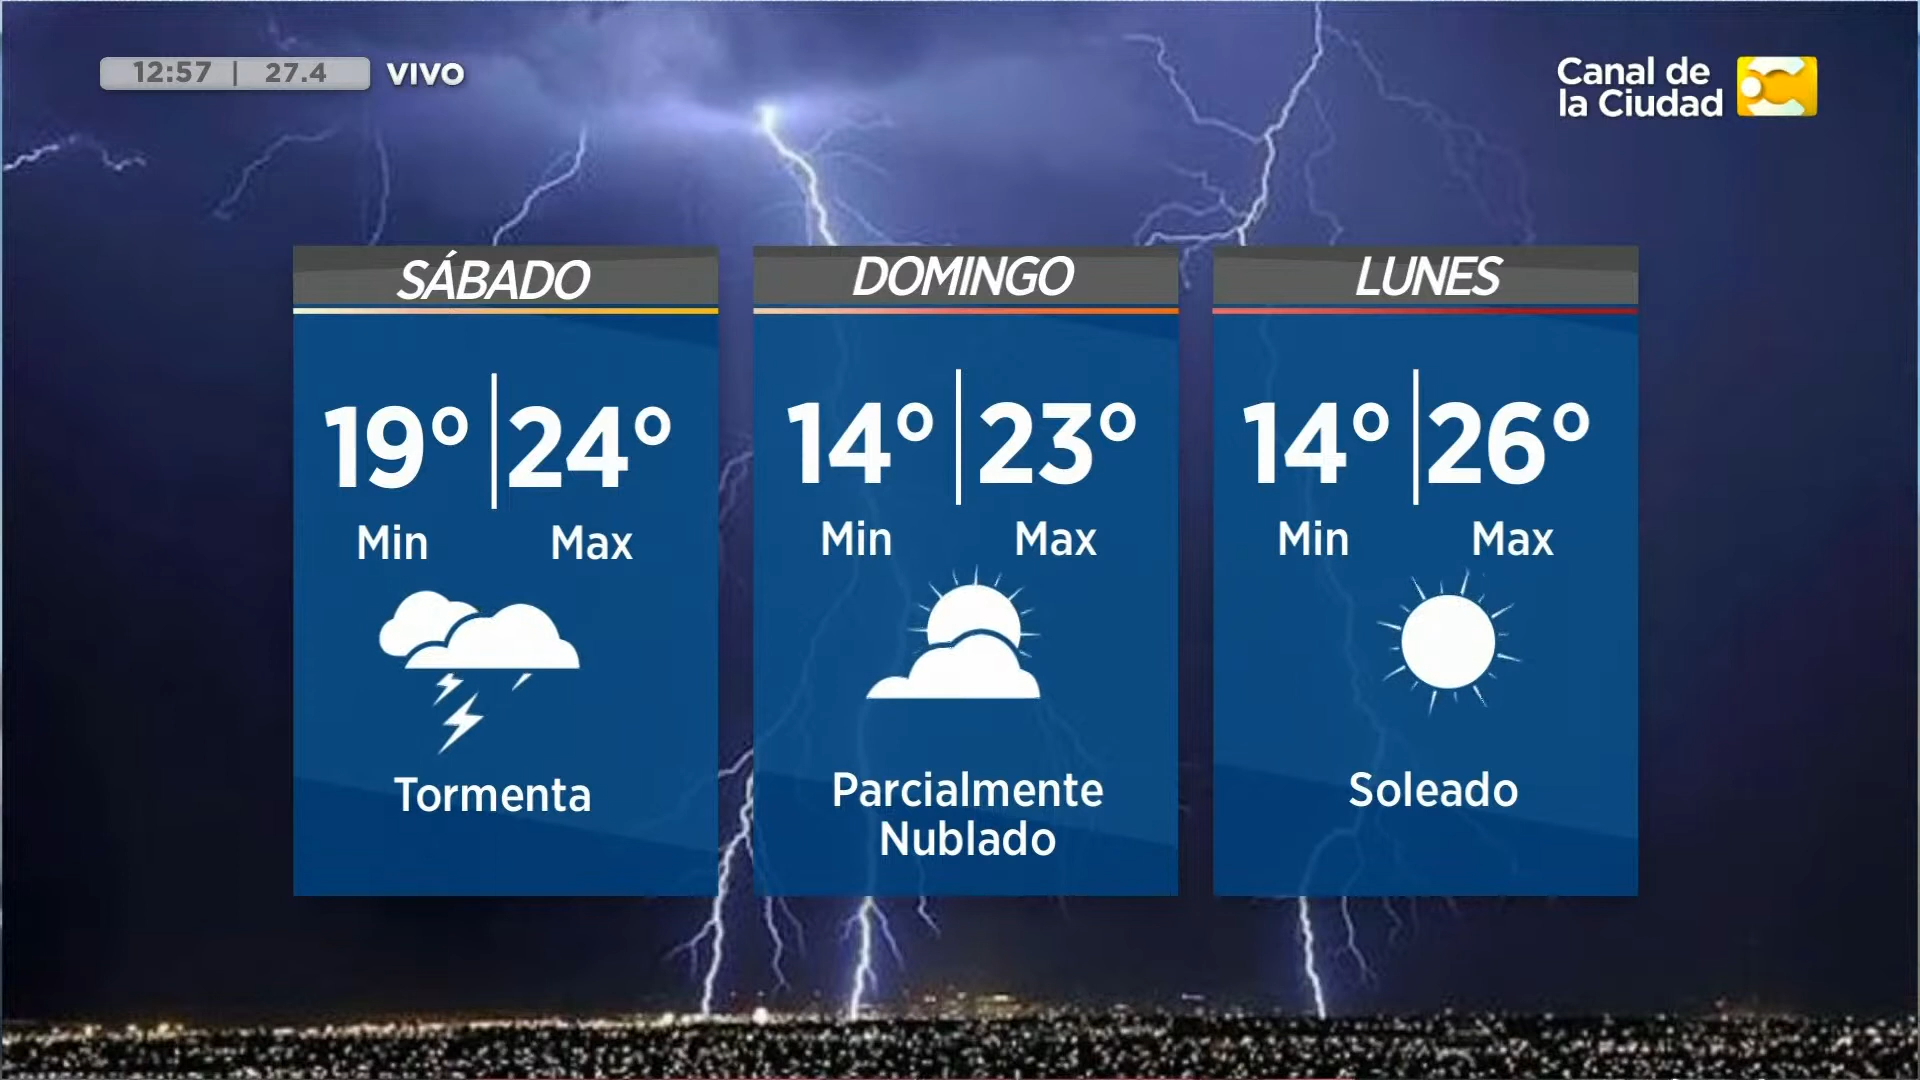 12:57 | 27.4 VIVO
Canal de
la Ciudad
SÁBADO
19° 24°
Min Max
Tormenta
DOMINGO
14° 23°
Min Max
Parcialmente
Nublado
LUNES
14° 26°
Min Max
Soleado